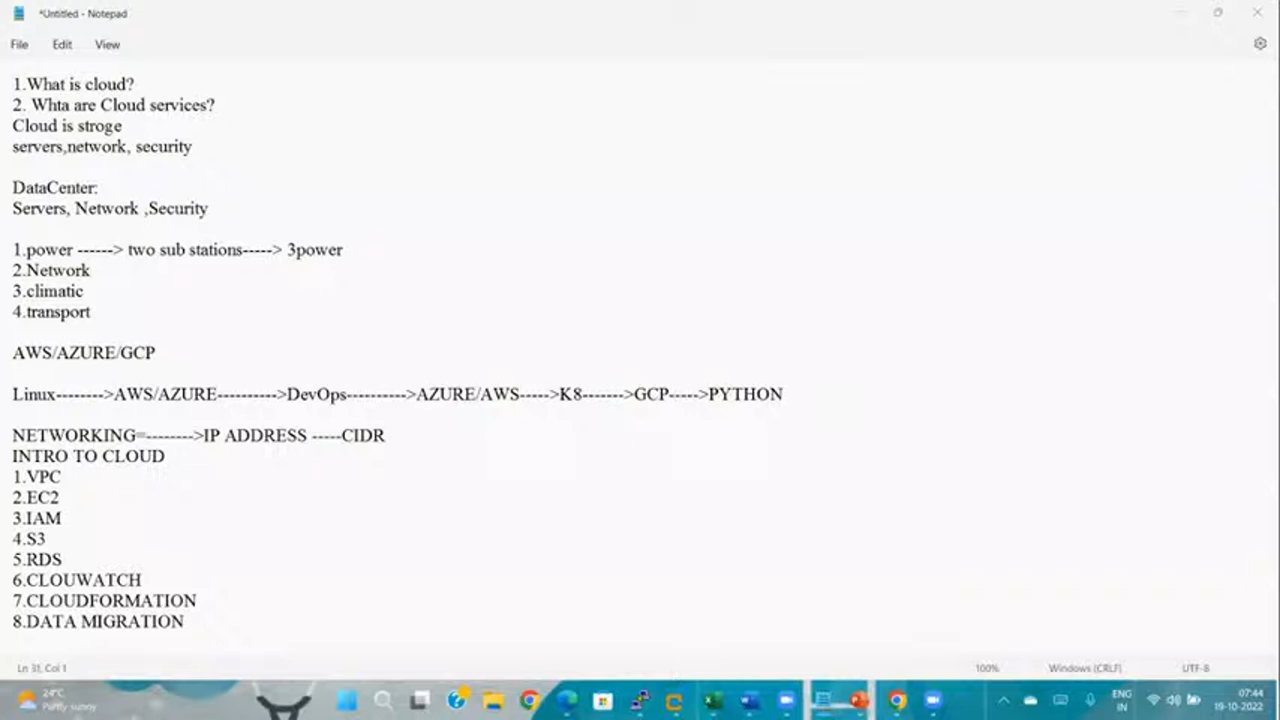 *Untitled - Notepad
File Edit View
1.What is cloud?
2. Whta are Cloud services?
Cloud is stroge
servers,network, security
DataCenter:
Servers, Network ,Security
1.power ------> two sub stations-----> 3power
2.Network
3.climatic
4.transport
AWS/AZURE/GCP
Linux-------->AWS/AZURE---------->DevOps---------->AZURE/AWS----->K8------->GCP----->PYTHON
NETWORKING=-------->IP ADDRESS -----CIDR
INTRO TO CLOUD
1.VPC
2.EC2
3.IAM
4.S3
5.RDS
6.CLOUWATCH
7.CLOUDFORMATION
8.DATA MIGRATION
Ln 31, Col 1 100% Windows (CRLF) UTF-8
24°C
Partly sunny
ENG
IN
07:44
19-10-2022